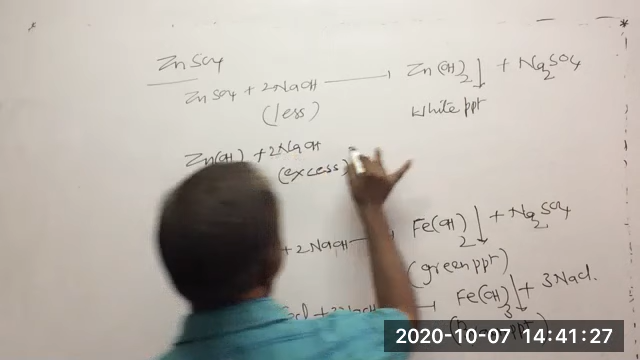 ZnSO4
ZnSO4 + 2NaOH ⟶ Zn(OH)2↓ + Na2SO4
(less) White ppt
Zn(OH) + 2NaOH
(excess)
+ 2NaOH ⟶ Fe(OH)2↓ + Na2SO4
(green ppt)
Fe(OH)3↓ + 3NaCl.
2020-10-07 14:41:27